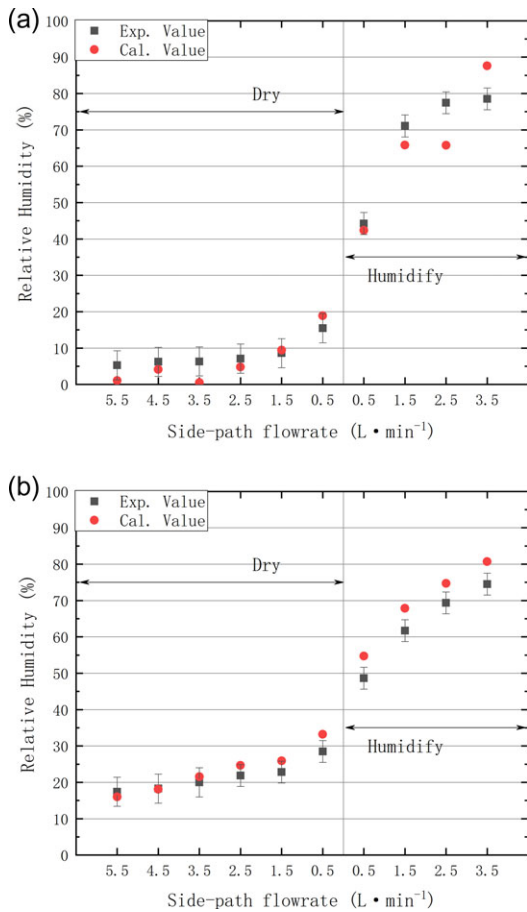 (a)
Exp. Value
Cal. Value
Dry
Humidify
Relative Humidity (%)
100
90
80
70
60
50
40
30
20
10
0
5.5 4.5 3.5 2.5 1.5 0.5 0.5 1.5 2.5 3.5
Side-path flowrate (L·min⁻¹)
(b)
Exp. Value
Cal. Value
Dry
Humidify
Relative Humidity (%)
100
90
80
70
60
50
40
30
20
10
0
5.5 4.5 3.5 2.5 1.5 0.5 0.5 1.5 2.5 3.5
Side-path flowrate (L·min⁻¹)